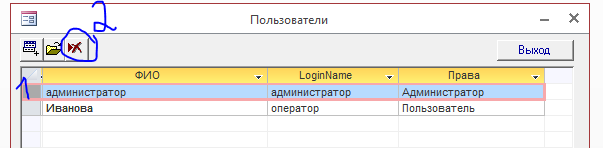 Пользователи
2
Выход
ФИО LoginName Права
1
администратор администратор Администратор
Иванова оператор Пользователь